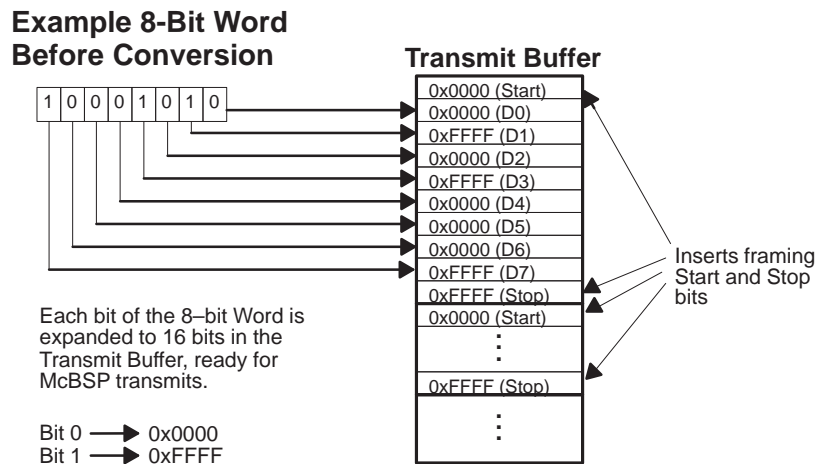 Example 8-Bit Word
Before Conversion
Transmit Buffer
1 0 0 0 1 0 1 0
0x0000 (Start)
0x0000 (D0)
0xFFFF (D1)
0x0000 (D2)
0xFFFF (D3)
0x0000 (D4)
0x0000 (D5)
0x0000 (D6)
0xFFFF (D7)
0xFFFF (Stop)
0x0000 (Start)
0xFFFF (Stop)
Inserts framing
Start and Stop
bits
Each bit of the 8–bit Word is
expanded to 16 bits in the
Transmit Buffer, ready for
McBSP transmits.
Bit 0 0x0000
Bit 1 0xFFFF